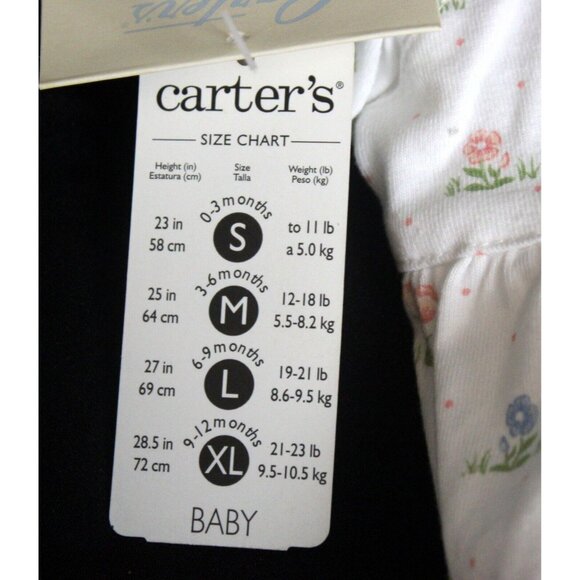 Carter's
carter's®
SIZE CHART
Height (in) Size Weight (lb)
Estatura (cm) Talla Peso (kg)
0-3 months
23 in S to 11 lb
58 cm a 5.0 kg
3-6 months
25 in M 12-18 lb
64 cm 5.5-8.2 kg
6-9 months
27 in L 19-21 lb
69 cm 8.6-9.5 kg
9-12 months
28.5 in XL 21-23 lb
72 cm 9.5-10.5 kg
BABY